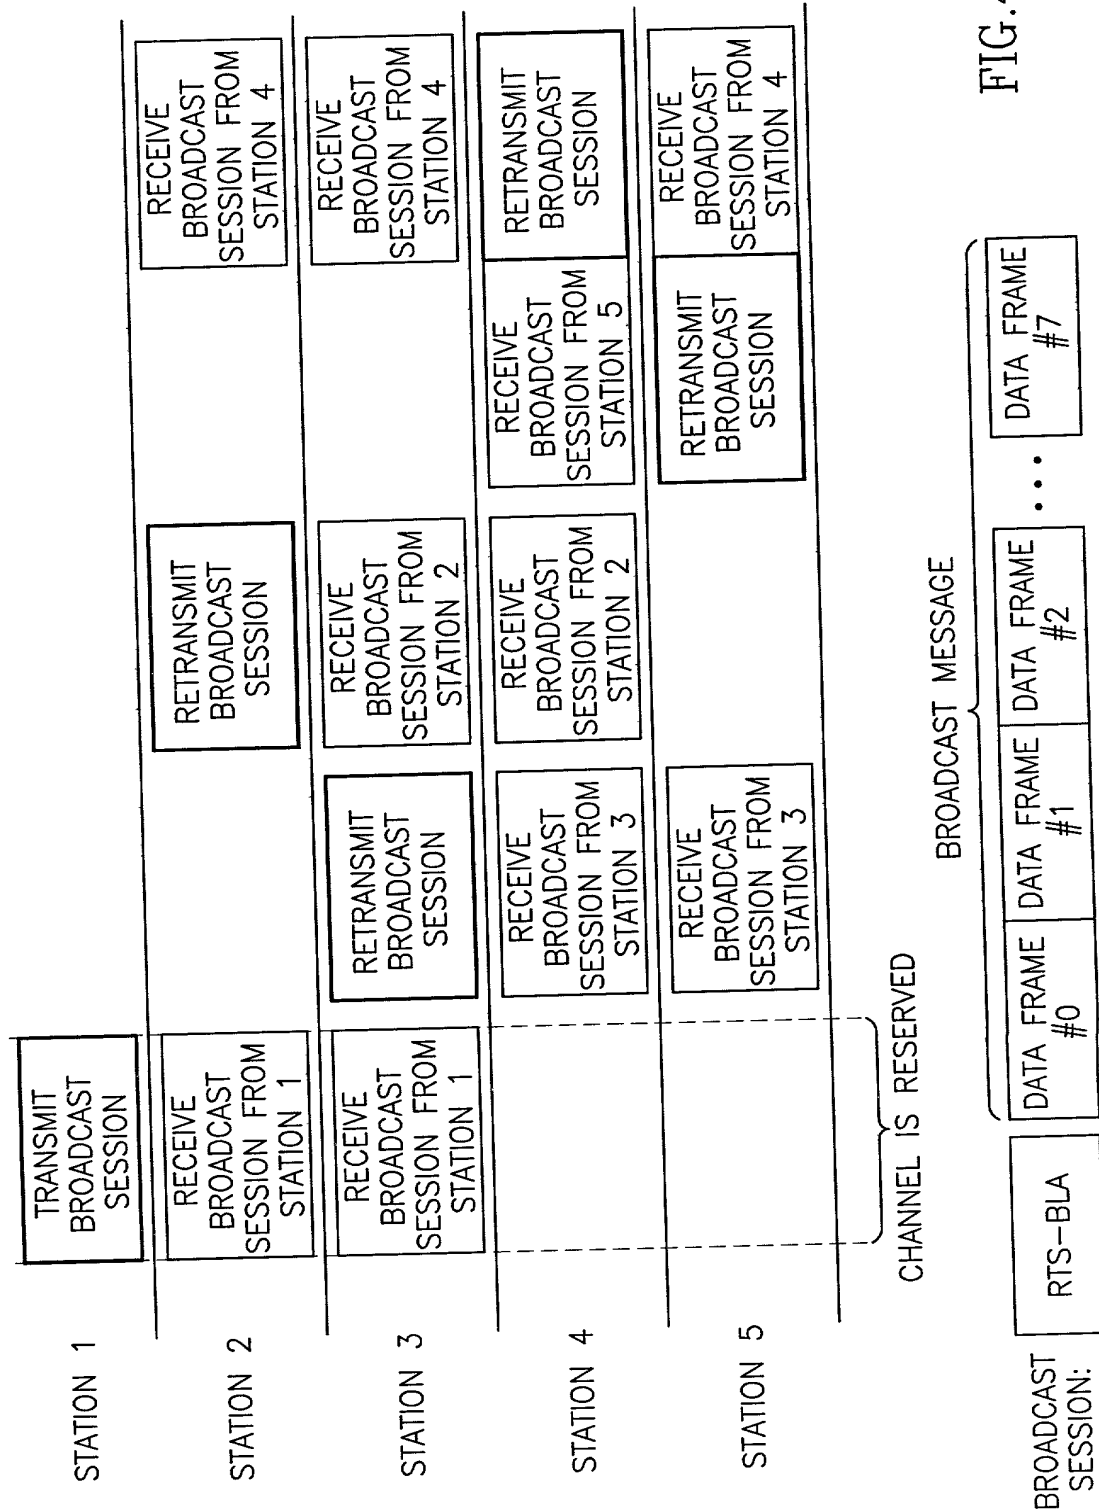 STATION 1
TRANSMIT
BROADCAST
SESSION
STATION 2
RECEIVE
BROADCAST
SESSION FROM
STATION 1
RETRANSMIT
BROADCAST
SESSION
RECEIVE
BROADCAST
SESSION FROM
STATION 4
STATION 3
RECEIVE
BROADCAST
SESSION FROM
STATION 1
RETRANSMIT
BROADCAST
SESSION
RECEIVE
BROADCAST
SESSION FROM
STATION 2
RECEIVE
BROADCAST
SESSION FROM
STATION 4
STATION 4
RECEIVE
BROADCAST
SESSION FROM
STATION 3
RECEIVE
BROADCAST
SESSION FROM
STATION 2
RECEIVE
BROADCAST
SESSION FROM
STATION 5
RETRANSMIT
BROADCAST
SESSION
STATION 5
RECEIVE
BROADCAST
SESSION FROM
STATION 3
RETRANSMIT
BROADCAST
SESSION
RECEIVE
BROADCAST
SESSION FROM
STATION 4
CHANNEL IS RESERVED
BROADCAST MESSAGE
BROADCAST
SESSION:
RTS-BLA
DATA FRAME
#0
DATA FRAME
#1
DATA FRAME
#2
...
DATA FRAME
#7
FIG.